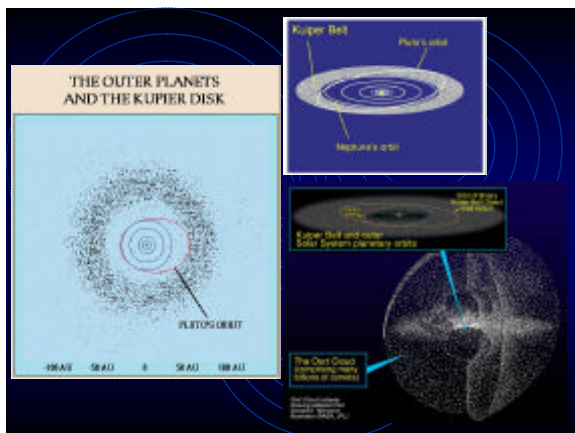 THE OUTER PLANETS
AND THE KUPIER DISK
PLUTO'S ORBIT
-100 AU -50 AU 0 50 AU 100 AU
Kuiper Belt
Pluto's orbit
Neptune's orbit
Kuiper Belt and outer
Solar System planetary orbits
The Oort Cloud
(comprising many
billions of comets)